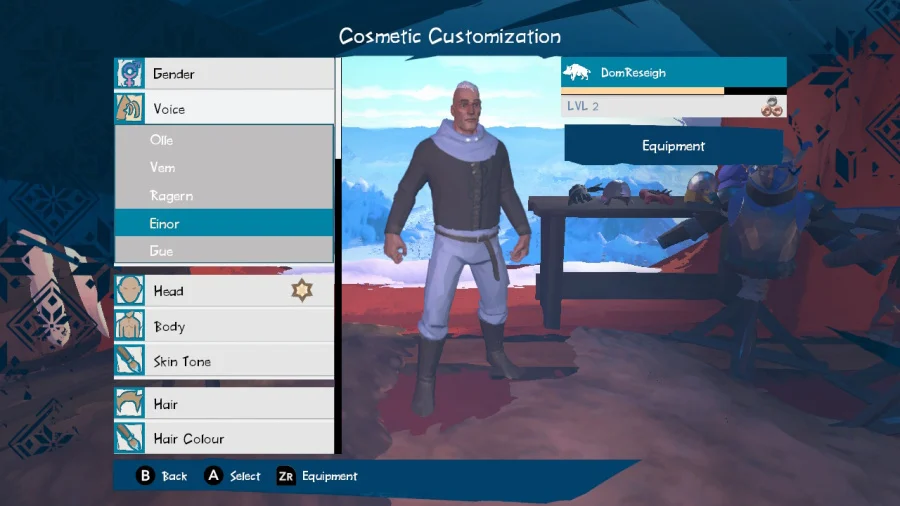 Cosmetic Customization
Gender
Voice
Olle
Vem
Ragern
Einor
Gue
Head
Body
Skin Tone
Hair
Hair Colour
DomReseigh
LVL 2
Equipment
B Back A Select ZR Equipment